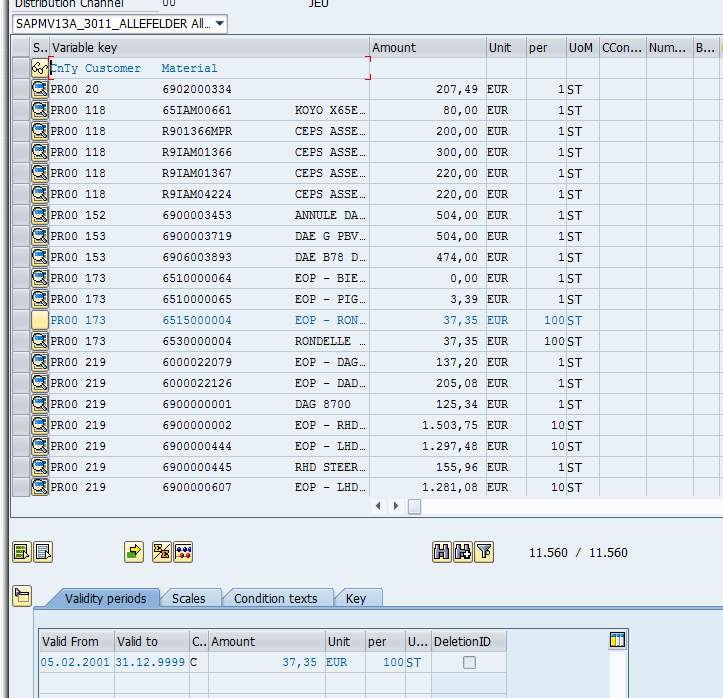 Distribution Channel 00 JEU
SAPMV13A_3011_ALLEFELDER All...
S.. Variable key Amount Unit per UoM CCon... Num... B...
CnTy Customer Material
PR00 20 6902000334 207,49 EUR 1 ST
PR00 118 65IAM00661 KOYO X65E… 80,00 EUR 1 ST
PR00 118 R901366MPR CEPS ASSE… 200,00 EUR 1 ST
PR00 118 R9IAM01366 CEPS ASSE… 300,00 EUR 1 ST
PR00 118 R9IAM01367 CEPS ASSE… 220,00 EUR 1 ST
PR00 118 R9IAM04224 CEPS ASSE… 220,00 EUR 1 ST
PR00 152 6900003453 ANNULE DA… 504,00 EUR 1 ST
PR00 153 6900003719 DAE G PBV… 504,00 EUR 1 ST
PR00 153 6906003893 DAE B78 D… 474,00 EUR 1 ST
PR00 173 6510000064 EOP - BIE… 0,00 EUR 1 ST
PR00 173 6510000065 EOP - PIG… 3,39 EUR 1 ST
PR00 173 6515000004 EOP - RON… 37,35 EUR 100 ST
PR00 173 6530000004 RONDELLE … 37,35 EUR 100 ST
PR00 219 6000022079 EOP - DAG… 137,20 EUR 1 ST
PR00 219 6000022126 EOP - DAD… 205,08 EUR 1 ST
PR00 219 6900000001 DAG 8700 125,34 EUR 1 ST
PR00 219 6900000002 EOP - RHD… 1.503,75 EUR 10 ST
PR00 219 6900000444 EOP - LHD… 1.297,48 EUR 10 ST
PR00 219 6900000445 RHD STEER… 155,96 EUR 1 ST
PR00 219 6900000607 EOP - LHD… 1.281,08 EUR 10 ST
11.560 / 11.560
Validity periods Scales Condition texts Key
Valid From Valid to C.. Amount Unit per U... DeletionID
05.02.2001 31.12.9999 C 37,35 EUR 100 ST